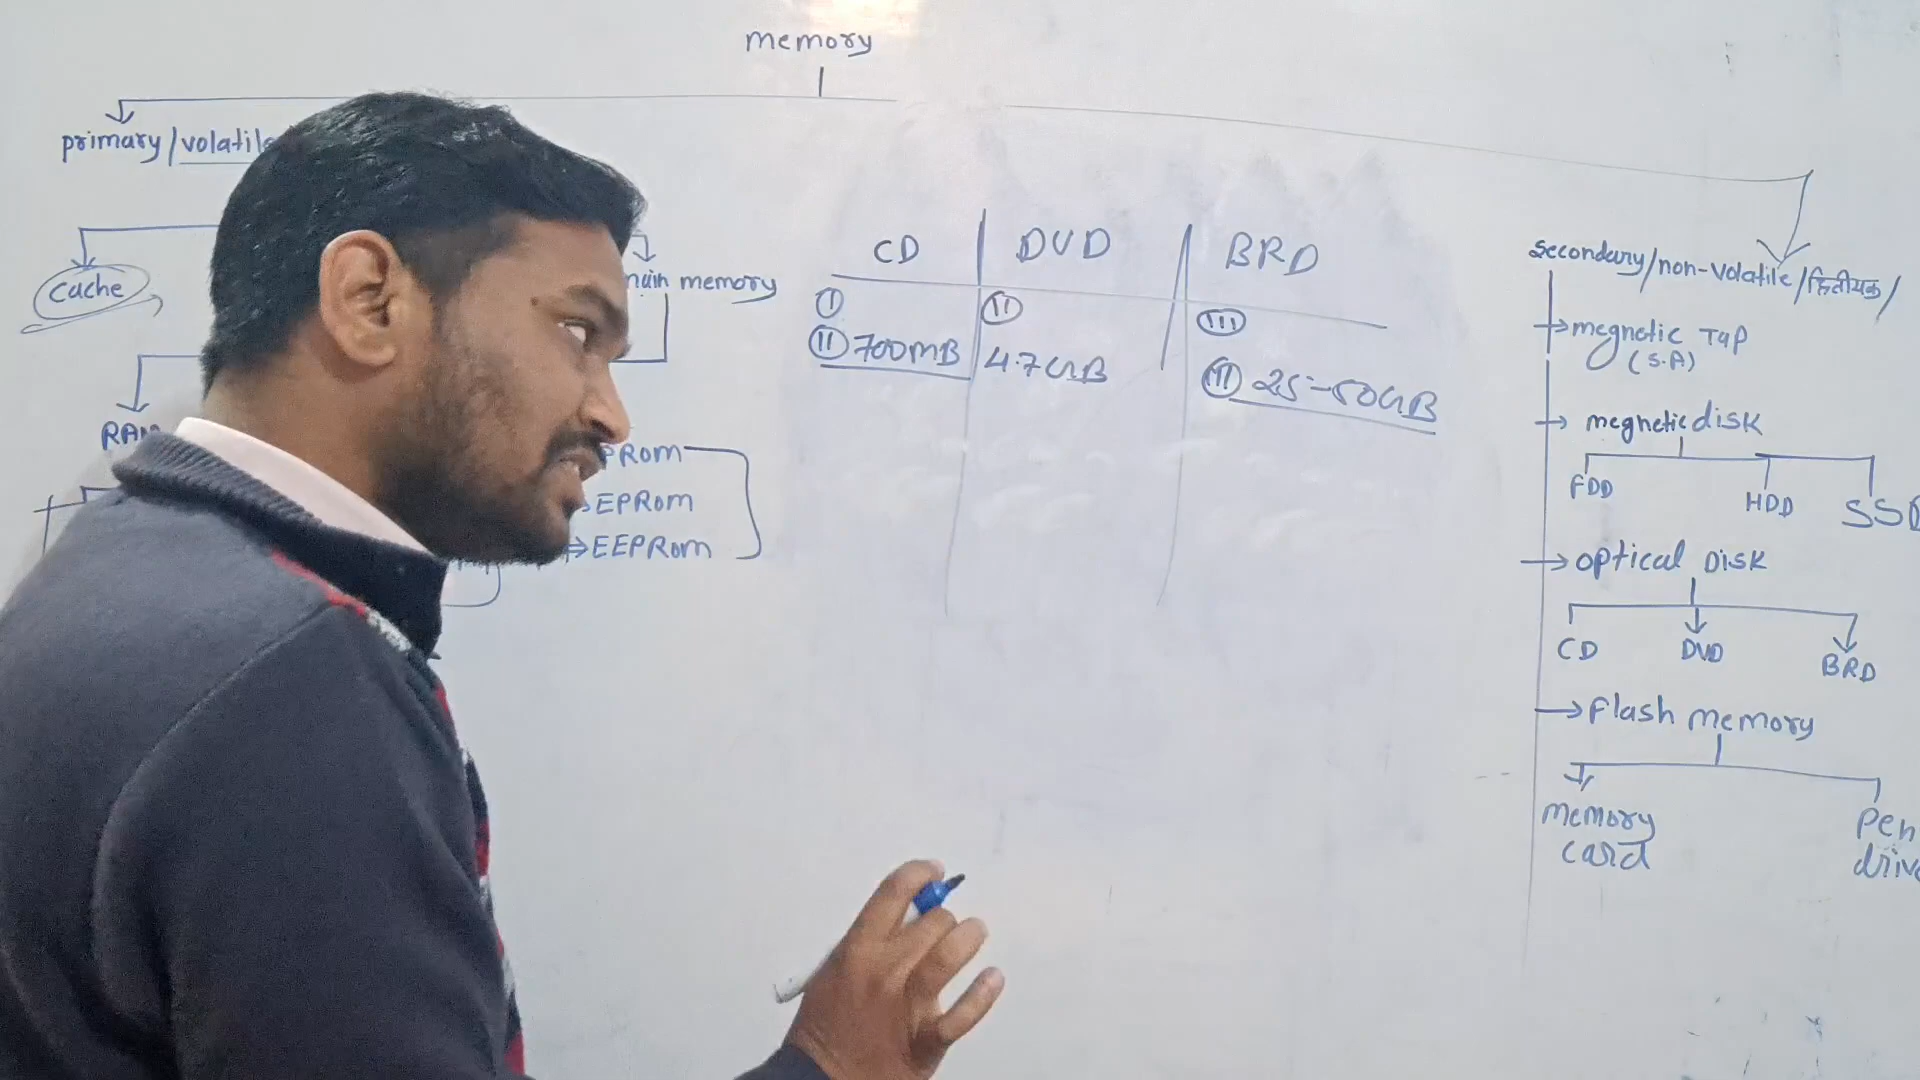 memory
primary/volatile
cache
main memory
RAM
PROM
EPROM
EEPROM
CD
DVD
BRD
I
II
III
II 700MB
4.7GB
III 25-50GB
secondary/non-volatile/द्वितीयक/
megnetic Tap
(S.A)
megnetic disk
FDD
HDD
SSD
optical DISK
CD
DVD
BRD
Flash memory
memory
card
Pen
drive